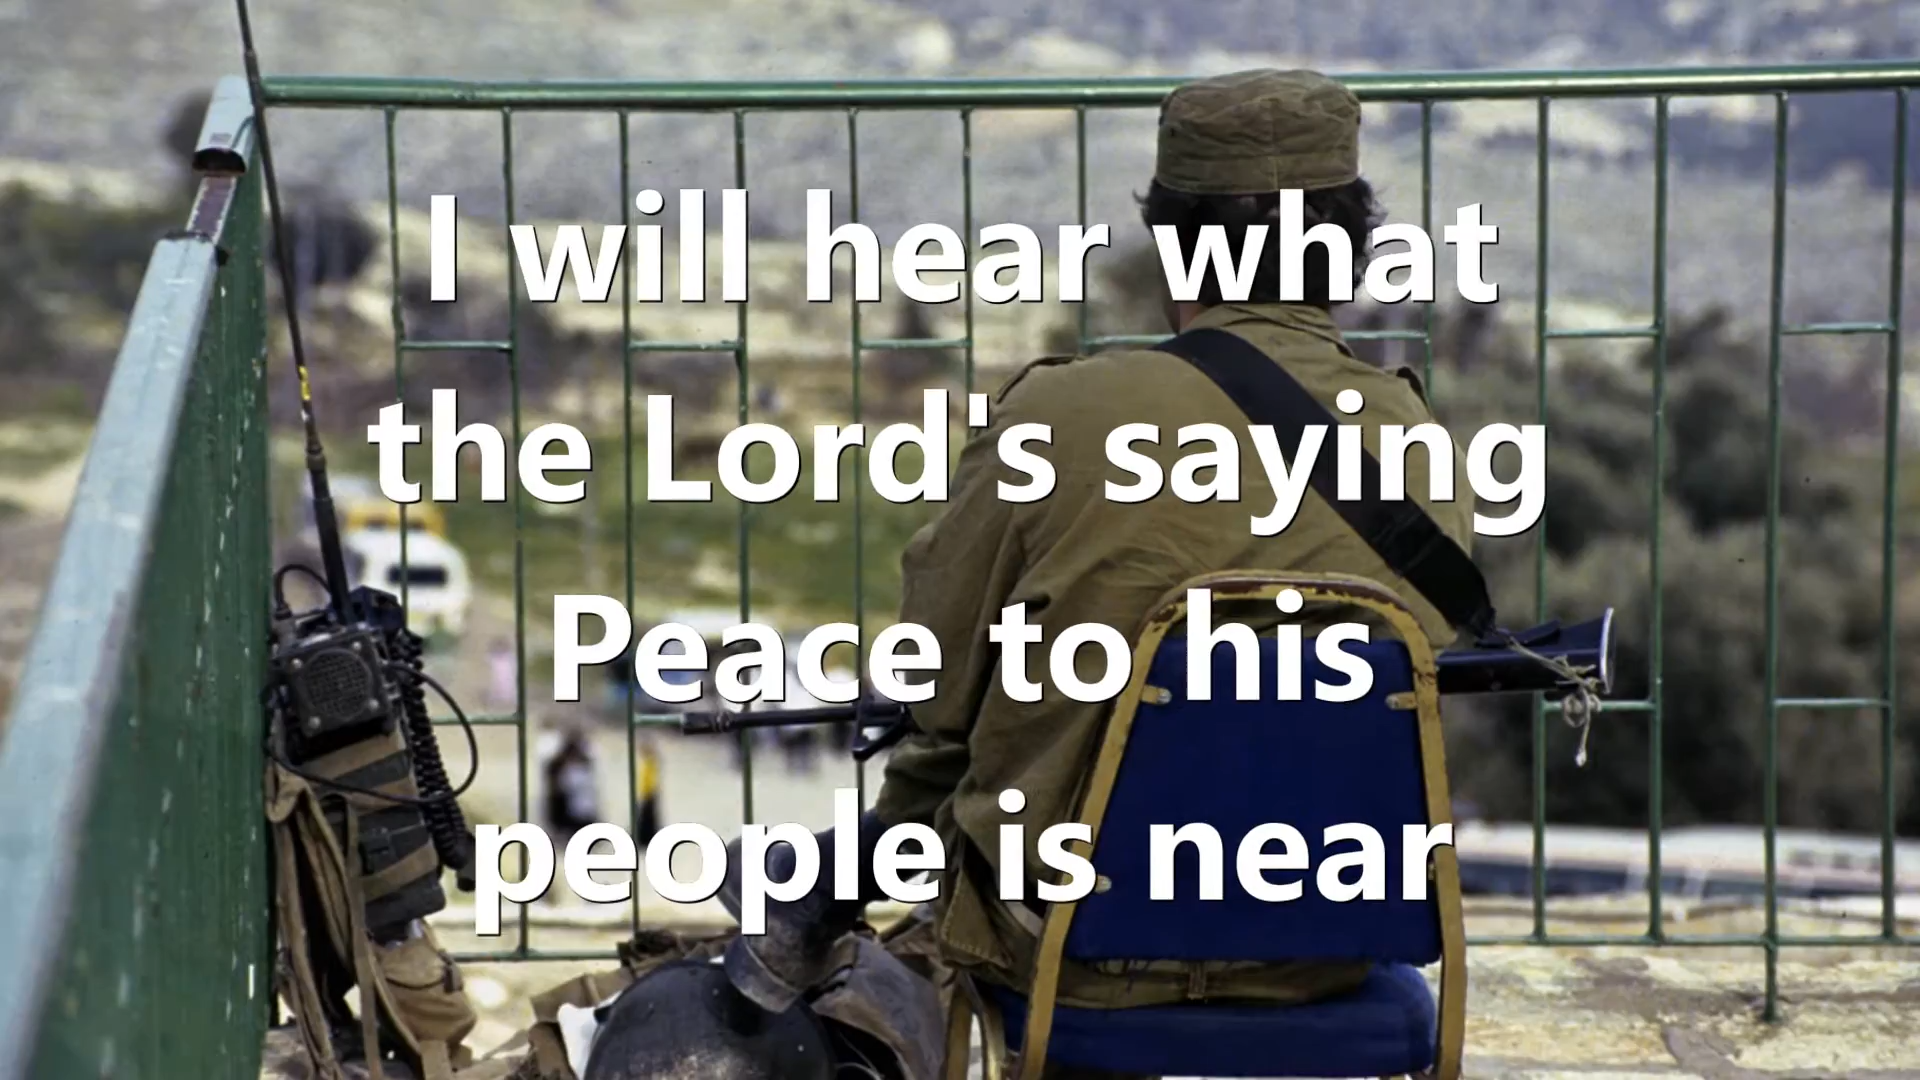 I will hear what
the Lord's saying
Peace to his
people is near